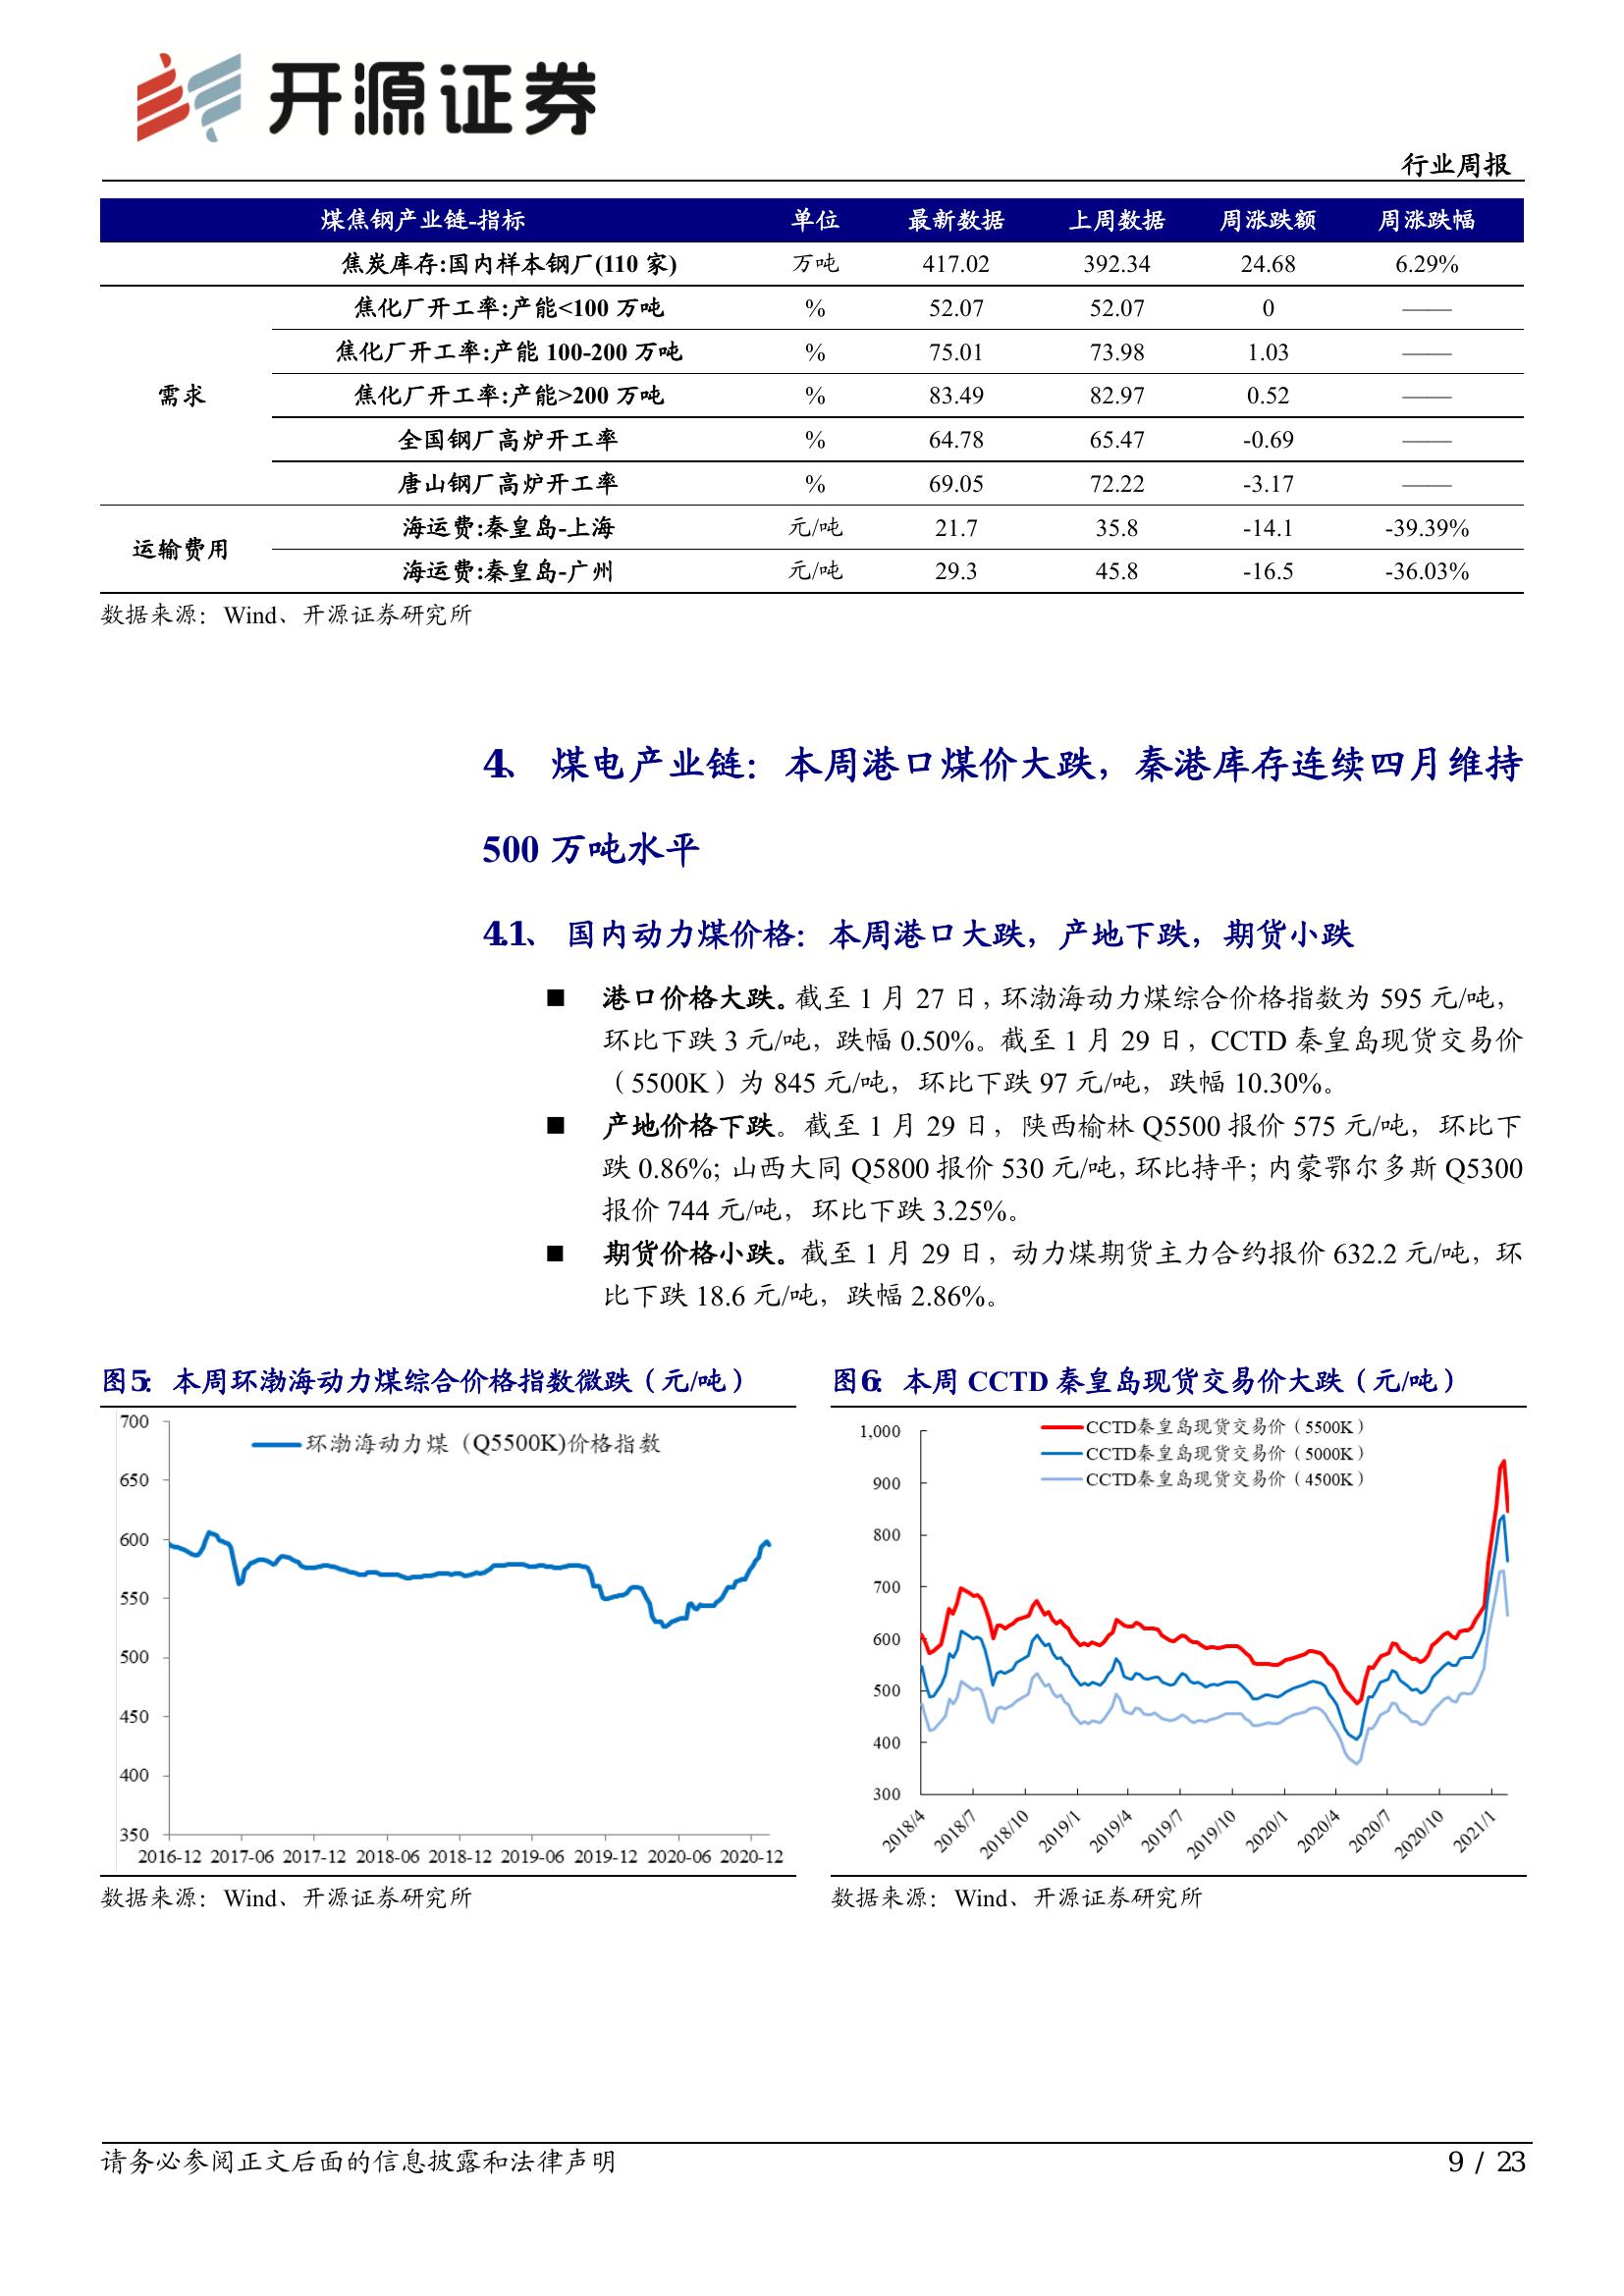 开源证券
行业周报
煤焦钢产业链-指标 单位 最新数据 上周数据 周涨跌额 周涨跌幅
焦炭库存:国内样本钢厂(110 家) 万吨 417.02 392.34 24.68 6.29%
需求
焦化厂开工率:产能<100 万吨 % 52.07 52.07 0 ——
焦化厂开工率:产能 100-200 万吨 % 75.01 73.98 1.03 ——
焦化厂开工率:产能>200 万吨 % 83.49 82.97 0.52 ——
全国钢厂高炉开工率 % 64.78 65.47 -0.69 ——
唐山钢厂高炉开工率 % 69.05 72.22 -3.17 ——
运输费用
海运费:秦皇岛-上海 元/吨 21.7 35.8 -14.1 -39.39%
海运费:秦皇岛-广州 元/吨 29.3 45.8 -16.5 -36.03%
数据来源：Wind、开源证券研究所
4、 煤电产业链：本周港口煤价大跌，秦港库存连续四月维持
500 万吨水平
4.1、 国内动力煤价格：本周港口大跌，产地下跌，期货小跌
■ 港口价格大跌。截至 1 月 27 日，环渤海动力煤综合价格指数为 595 元/吨，
环比下跌 3 元/吨，跌幅 0.50%。截至 1 月 29 日，CCTD 秦皇岛现货交易价
（5500K）为 845 元/吨，环比下跌 97 元/吨，跌幅 10.30%。
■ 产地价格下跌。截至 1 月 29 日，陕西榆林 Q5500 报价 575 元/吨，环比下
跌 0.86%；山西大同 Q5800 报价 530 元/吨，环比持平；内蒙鄂尔多斯 Q5300
报价 744 元/吨，环比下跌 3.25%。
■ 期货价格小跌。截至 1 月 29 日，动力煤期货主力合约报价 632.2 元/吨，环
比下跌 18.6 元/吨，跌幅 2.86%。
图5：本周环渤海动力煤综合价格指数微跌（元/吨）
环渤海动力煤（Q5500K)价格指数
700
650
600
550
500
450
400
350
2016-12 2017-06 2017-12 2018-06 2018-12 2019-06 2019-12 2020-06 2020-12
数据来源：Wind、开源证券研究所
图6：本周 CCTD 秦皇岛现货交易价大跌（元/吨）
CCTD秦皇岛现货交易价（5500K）
CCTD秦皇岛现货交易价（5000K）
CCTD秦皇岛现货交易价（4500K）
1,000
900
800
700
600
500
400
300
2018/4 2018/7 2018/10 2019/1 2019/4 2019/7 2019/10 2020/1 2020/4 2020/7 2020/10 2021/1
数据来源：Wind、开源证券研究所
请务必参阅正文后面的信息披露和法律声明
9 / 23